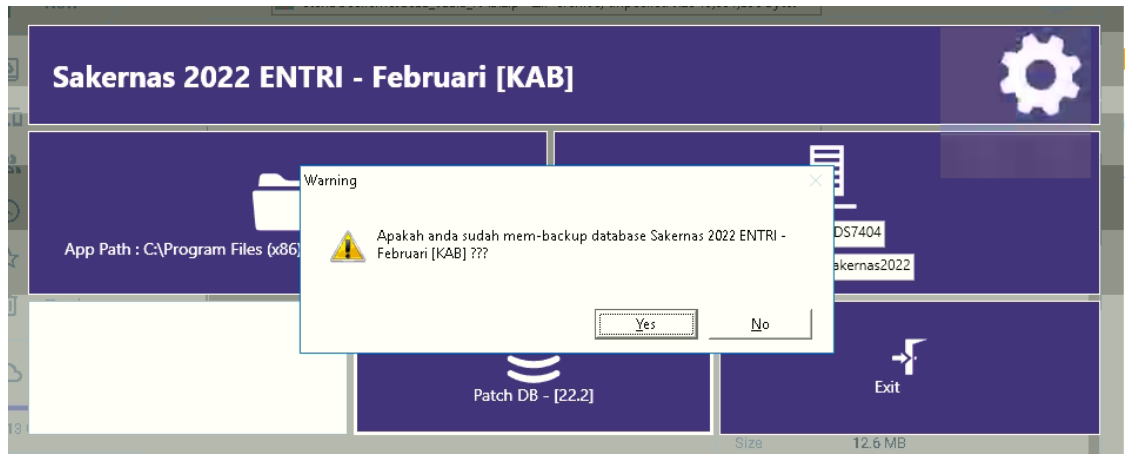 Sakernas 2022 ENTRI - Februari [KAB]
Warning
Apakah anda sudah mem-backup database Sakernas 2022 ENTRI -
Februari [KAB] ???
Yes
No
App Path : C:\Program Files (x86)
DS7404
akernas2022
Patch DB - [22.2]
Exit
Size 12.6 MB